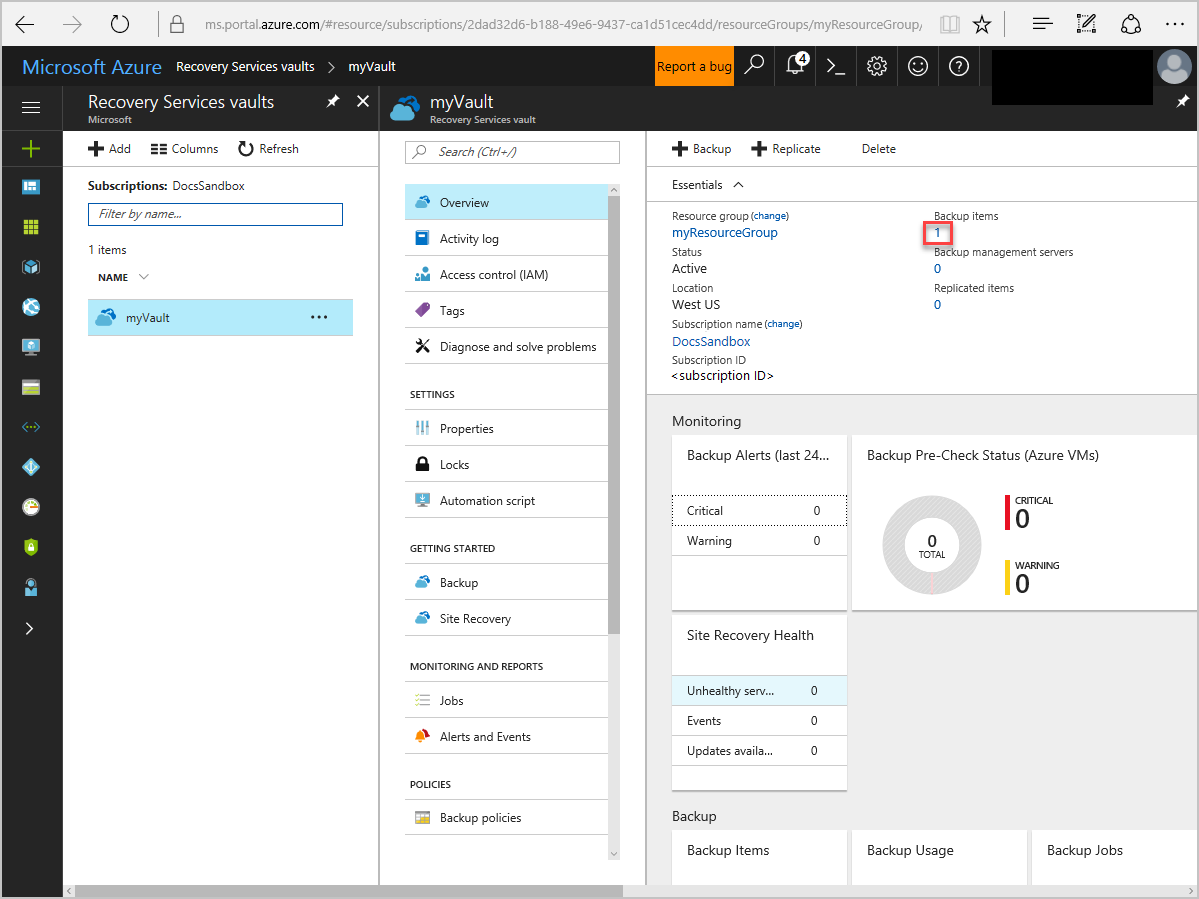 ms.portal.azure.com/#resource/subscriptions/2dad32d6-b188-49e6-9437-ca1d51cec4dd/resourceGroups/myResourceGroup/
Microsoft Azure Recovery Services vaults > myVault
Report a bug
4
Recovery Services vaults
Microsoft
Add
Columns
Refresh
Subscriptions: DocsSandbox
Filter by name...
1 items
NAME
myVault
myVault
Recovery Services vault
Search (Ctrl+/)
Overview
Activity log
Access control (IAM)
Tags
Diagnose and solve problems
SETTINGS
Properties
Locks
Automation script
GETTING STARTED
Backup
Site Recovery
MONITORING AND REPORTS
Jobs
Alerts and Events
POLICIES
Backup policies
Backup
Replicate
Delete
Essentials
Resource group (change)
myResourceGroup
Status
Active
Location
West US
Subscription name (change)
DocsSandbox
Subscription ID
<subscription ID>
Backup items
1
Backup management servers
0
Replicated items
0
Monitoring
Backup Alerts (last 24...
Critical 0
Warning 0
Backup Pre-Check Status (Azure VMs)
0
TOTAL
CRITICAL
0
WARNING
0
Site Recovery Health
Unhealthy serv... 0
Events 0
Updates availa... 0
Backup
Backup Items
Backup Usage
Backup Jobs